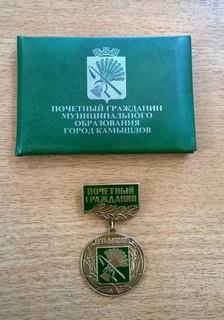 ПОЧЕТНЫЙ ГРАЖДАНИН
МУНИЦИПАЛЬНОГО
ОБРАЗОВАНИЯ
ГОРОД КАМЫШЛОВ
ПОЧЕТНЫЙ
ГРАЖДАНИН